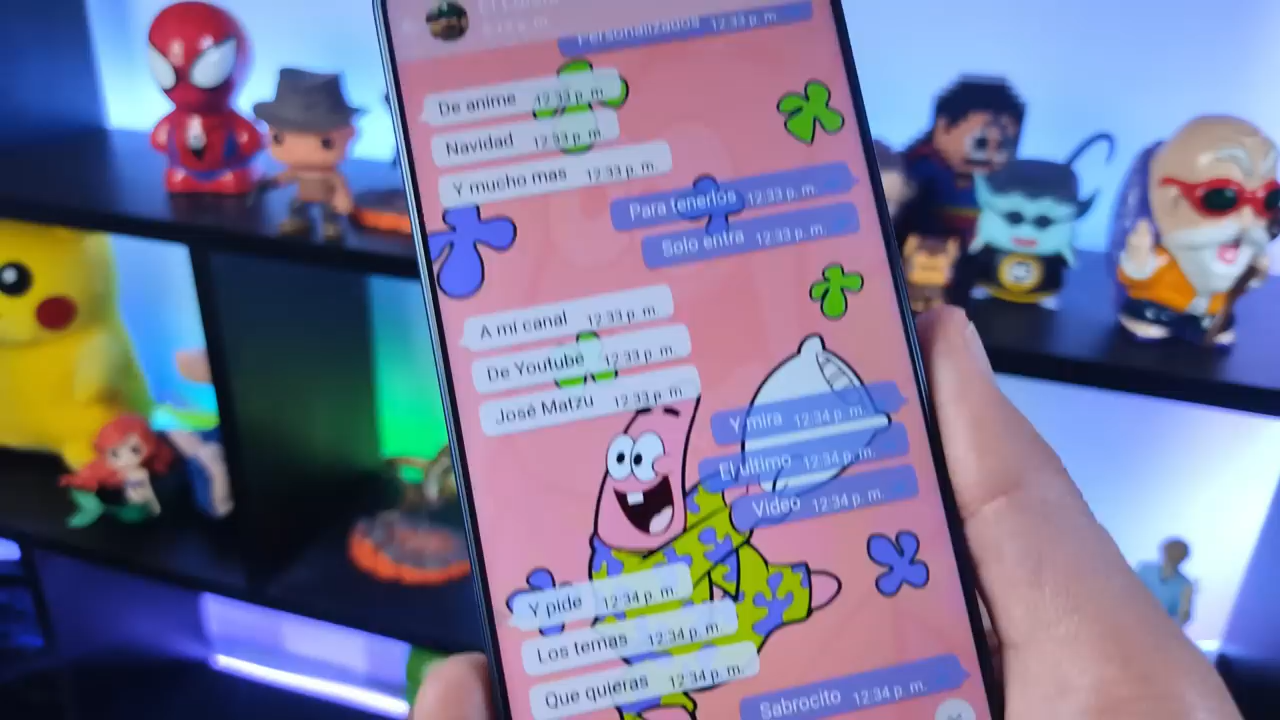 Personalizados 12:33 p. m.
De anime 12:33 p. m.
Navidad 12:33 p. m.
Y mucho mas 12:33 p. m.
Para tenerlos 12:33 p. m.
Solo entra 12:33 p. m.
A mi canal 12:33 p. m.
De Youtube 12:33 p. m.
José Matzu 12:33 p. m.
Y mira 12:34 p. m.
El ultimo 12:34 p. m.
Video 12:34 p. m.
Y pide 12:34 p. m.
Los temas 12:34 p. m.
Que quieras 12:34 p. m.
Sabrocito 12:34 p. m.